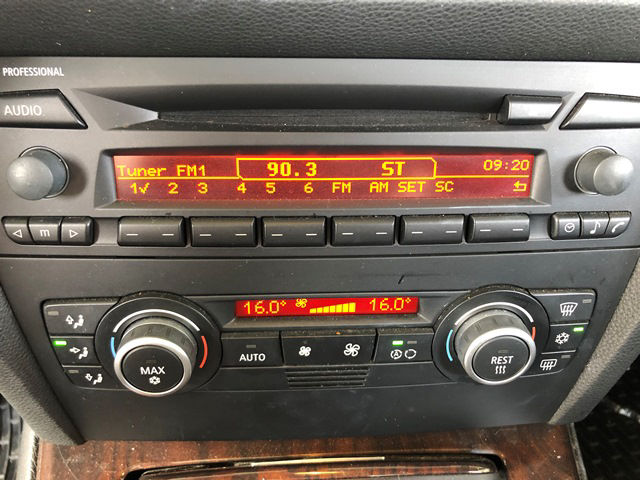 PROFESSIONAL
AUDIO
Tuner FM1 90.3 ST 09:20
1✓ 2 3 4 5 6 FM AM SET SC
m
16.0° 16.0°
AUTO
MAX
REST